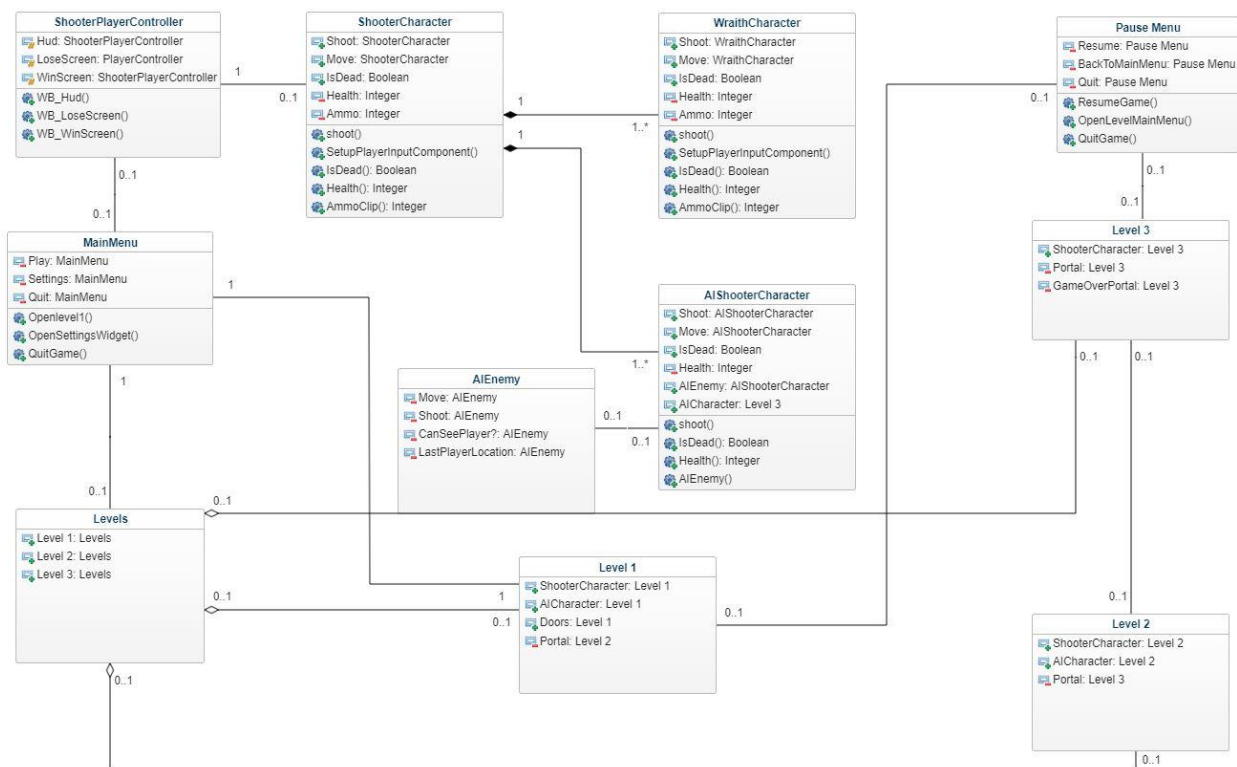 ShooterPlayerController
Hud: ShooterPlayerController
LoseScreen: PlayerController
WinScreen: ShooterPlayerController
WB_Hud()
WB_LoseScreen()
WB_WinScreen()
1
0..1
ShooterCharacter
Shoot: ShooterCharacter
Move: ShooterCharacter
IsDead: Boolean
Health: Integer
Ammo: Integer
shoot()
SetupPlayerInputComponent()
IsDead(): Boolean
Health(): Integer
AmmoClip(): Integer
1
1..*
1
WraithCharacter
Shoot: WraithCharacter
Move: WraithCharacter
IsDead: Boolean
Health: Integer
Ammo: Integer
shoot()
SetupPlayerInputComponent()
IsDead(): Boolean
Health(): Integer
AmmoClip(): Integer
Pause Menu
Resume: Pause Menu
BackToMainMenu: Pause Menu
Quit: Pause Menu
ResumeGame()
OpenLevelMainMenu()
QuitGame()
0..1
0..1
0..1
0..1
0..1
MainMenu
Play: MainMenu
Settings: MainMenu
Quit: MainMenu
Openlevel1()
OpenSettingsWidget()
QuitGame()
1
1
0..1
Level 3
ShooterCharacter: Level 3
Portal: Level 3
GameOverPortal: Level 3
0..1
0..1
AIShooterCharacter
Shoot: AIShooterCharacter
Move: AIShooterCharacter
IsDead: Boolean
Health: Integer
AIEnemy: AIShooterCharacter
AICharacter: Level 3
shoot()
IsDead(): Boolean
Health(): Integer
AIEnemy()
1..*
AIEnemy
Move: AIEnemy
Shoot: AIEnemy
CanSeePlayer?: AIEnemy
LastPlayerLocation: AIEnemy
0..1
0..1
Levels
Level 1: Levels
Level 2: Levels
Level 3: Levels
0..1
0..1
0..1
Level 1
ShooterCharacter: Level 1
AICharacter: Level 1
Doors: Level 1
Portal: Level 2
1
0..1
0..1
0..1
Level 2
ShooterCharacter: Level 2
AICharacter: Level 2
Portal: Level 3
0..1